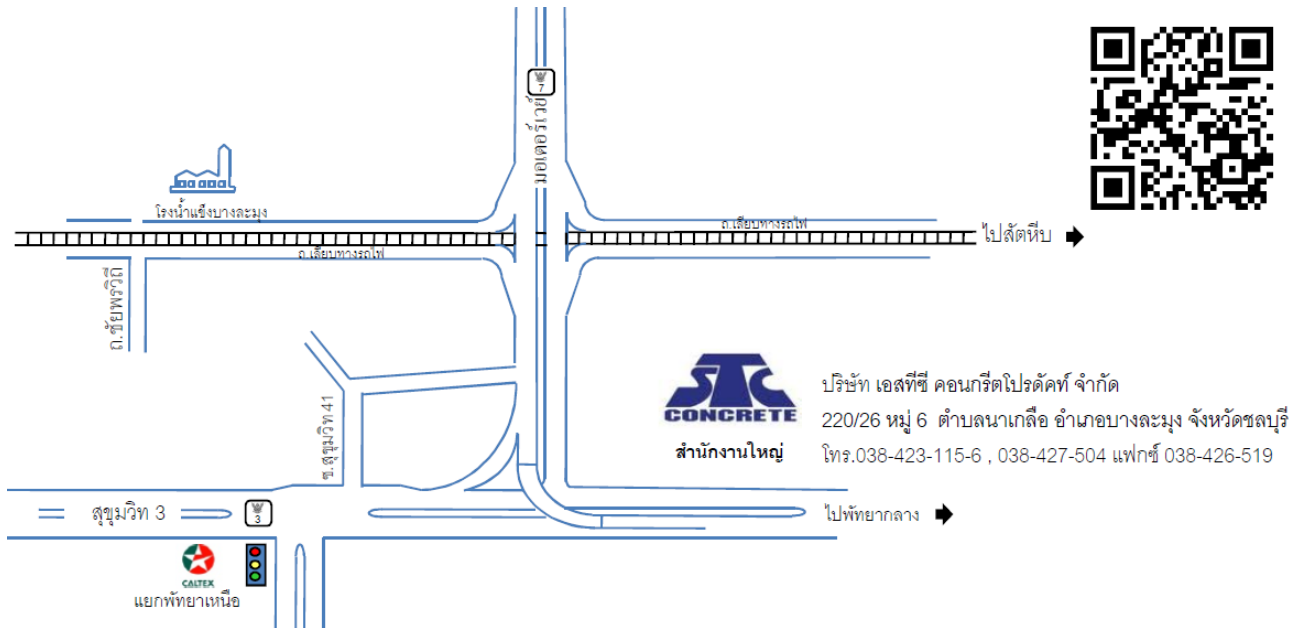 7
มอเตอร์เวย์
โรงน้ำแข็งบางละมุง
ถ.เลียบทางรถไฟ
ถ.เลียบทางรถไฟ
ไปสัตหีบ
ถ.ชัยพรวิถี
STC
CONCRETE
สำนักงานใหญ่
ปริษัท เอสทีซี คอนกรีตโปรดัคท์ จำกัด
220/26 หมู่ 6 ตำบลนาเกลือ อำเภอบางละมุง จังหวัดชลบุรี
โทร.038-423-115-6 , 038-427-504 แฟกซ์ 038-426-519
ซ.สุขุมวิท 41
สุขุมวิท 3
3
ไปพัทยากลาง
CALTEX
แยกพัทยาเหนือ